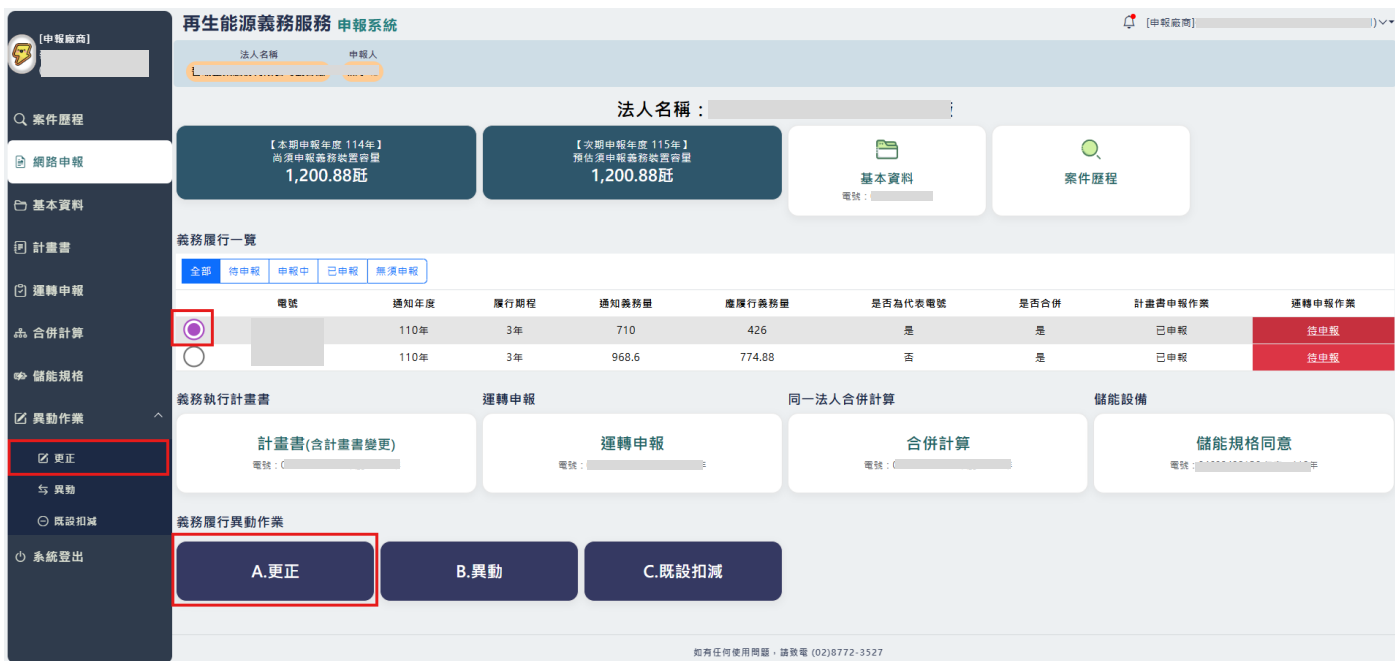 [申報廠商]
案件歷程
網路申報
基本資料
計畫書
運轉申報
合併計算
儲能規格
異動作業
更正
異動
既設扣減
系統登出
再生能源義務服務 申報系統
[申報廠商]
法人名稱 申報人
法人名稱：
【本期申報年度 114年】
尚須申報義務裝置容量
1,200.88瓩
【次期申報年度 115年】
預估須申報義務裝置容量
1,200.88瓩
基本資料
電號：
案件歷程
義務履行一覽
全部 待申報 申報中 已申報 無須申報
電號 通知年度 履行期程 通知義務量 應履行義務量 是否為代表電號 是否合併 計畫書申報作業 運轉申報作業
110年 3年 710 426 是 是 已申報 待申報
110年 3年 968.6 774.88 否 是 已申報 待申報
義務執行計畫書 運轉申報 同一法人合併計算 儲能設備
計畫書(含計畫書變更)
電號：
運轉申報
電號：
合併計算
電號：
儲能規格同意
電號：
義務履行異動作業
A.更正 B.異動 C.既設扣減
如有任何使用問題，請致電 (02)8772-3527